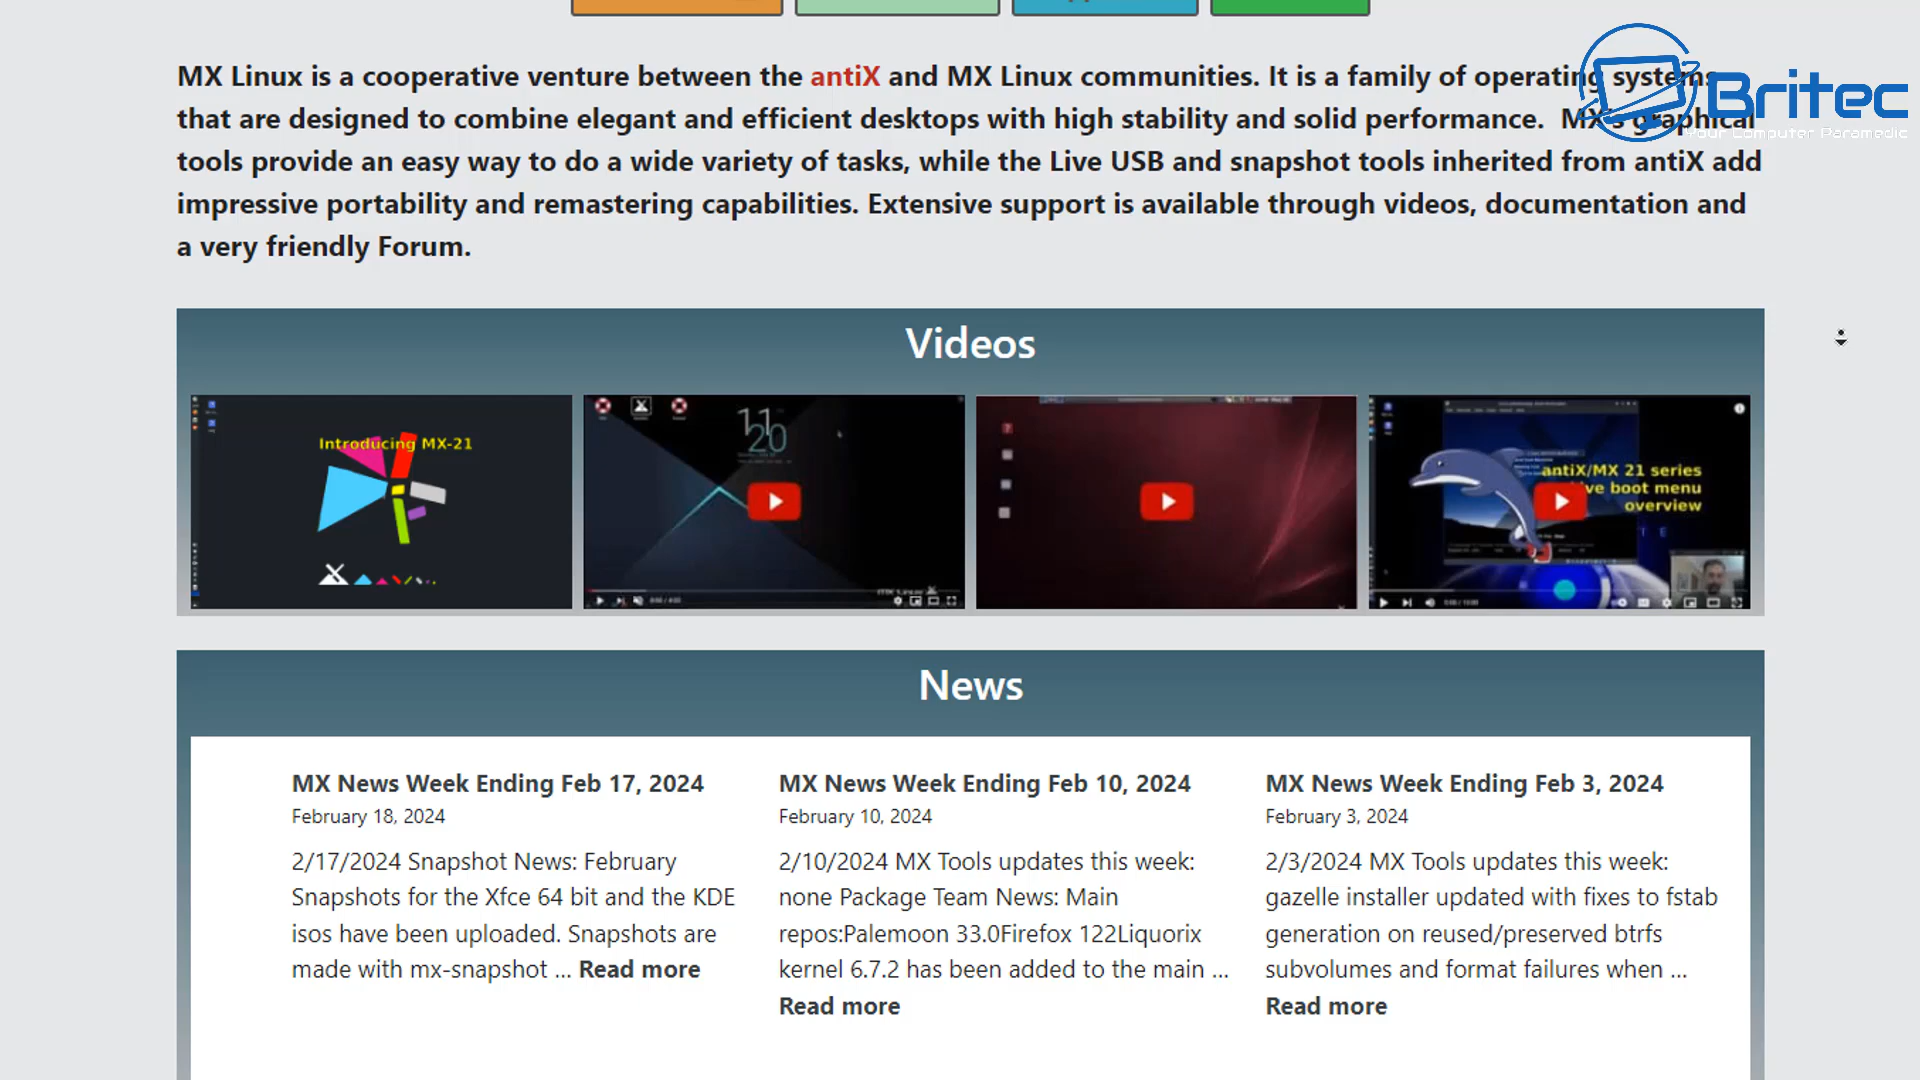 MX Linux is a cooperative venture between the antiX and MX Linux communities. It is a family of operating systems
that are designed to combine elegant and efficient desktops with high stability and solid performance. MX's graphical
tools provide an easy way to do a wide variety of tasks, while the Live USB and snapshot tools inherited from antiX add
impressive portability and remastering capabilities. Extensive support is available through videos, documentation and
a very friendly Forum.
Britec
Your Computer Paramedic
Videos
Introducing MX-21
11
20
antiX/MX 21 series
live boot menu
overview
News
MX News Week Ending Feb 17, 2024
February 18, 2024
2/17/2024 Snapshot News: February
Snapshots for the Xfce 64 bit and the KDE
isos have been uploaded. Snapshots are
made with mx-snapshot ... Read more
MX News Week Ending Feb 10, 2024
February 10, 2024
2/10/2024 MX Tools updates this week:
none Package Team News: Main
repos:Palemoon 33.0Firefox 122Liquorix
kernel 6.7.2 has been added to the main ...
Read more
MX News Week Ending Feb 3, 2024
February 3, 2024
2/3/2024 MX Tools updates this week:
gazelle installer updated with fixes to fstab
generation on reused/preserved btrfs
subvolumes and format failures when ...
Read more